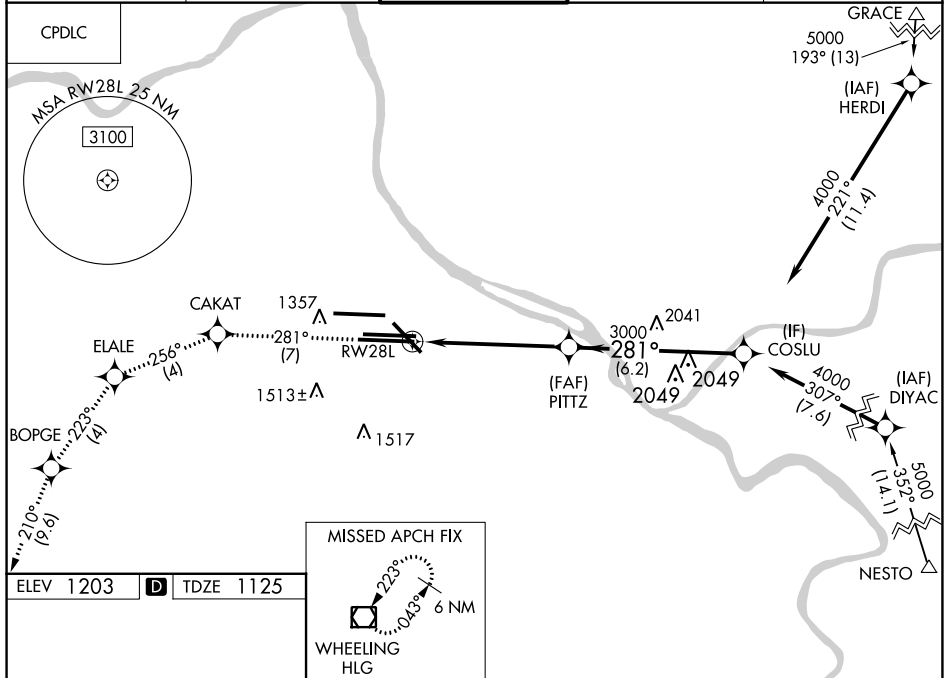 CPDLC
GRACE
5000
193° (13)
(IAF)
HERDI
MSA RW28L 25 NM
3100
4000
221°
(11.4)
CAKAT
1357
281°
(7)
RW28L
ELALE
256°
(4)
3000
281°
(6.2)
2041
(IF)
COSLU
(FAF)
PITTZ
2049
2049
4000
307°
(7.6)
(IAF)
DIYAC
1513±
1517
BOPGE
223°
(4)
210°
(9.6)
5000
352°
(14.1)
NESTO
MISSED APCH FIX
223°
043°
6 NM
WHEELING
HLG
ELEV 1203 D TDZE 1125